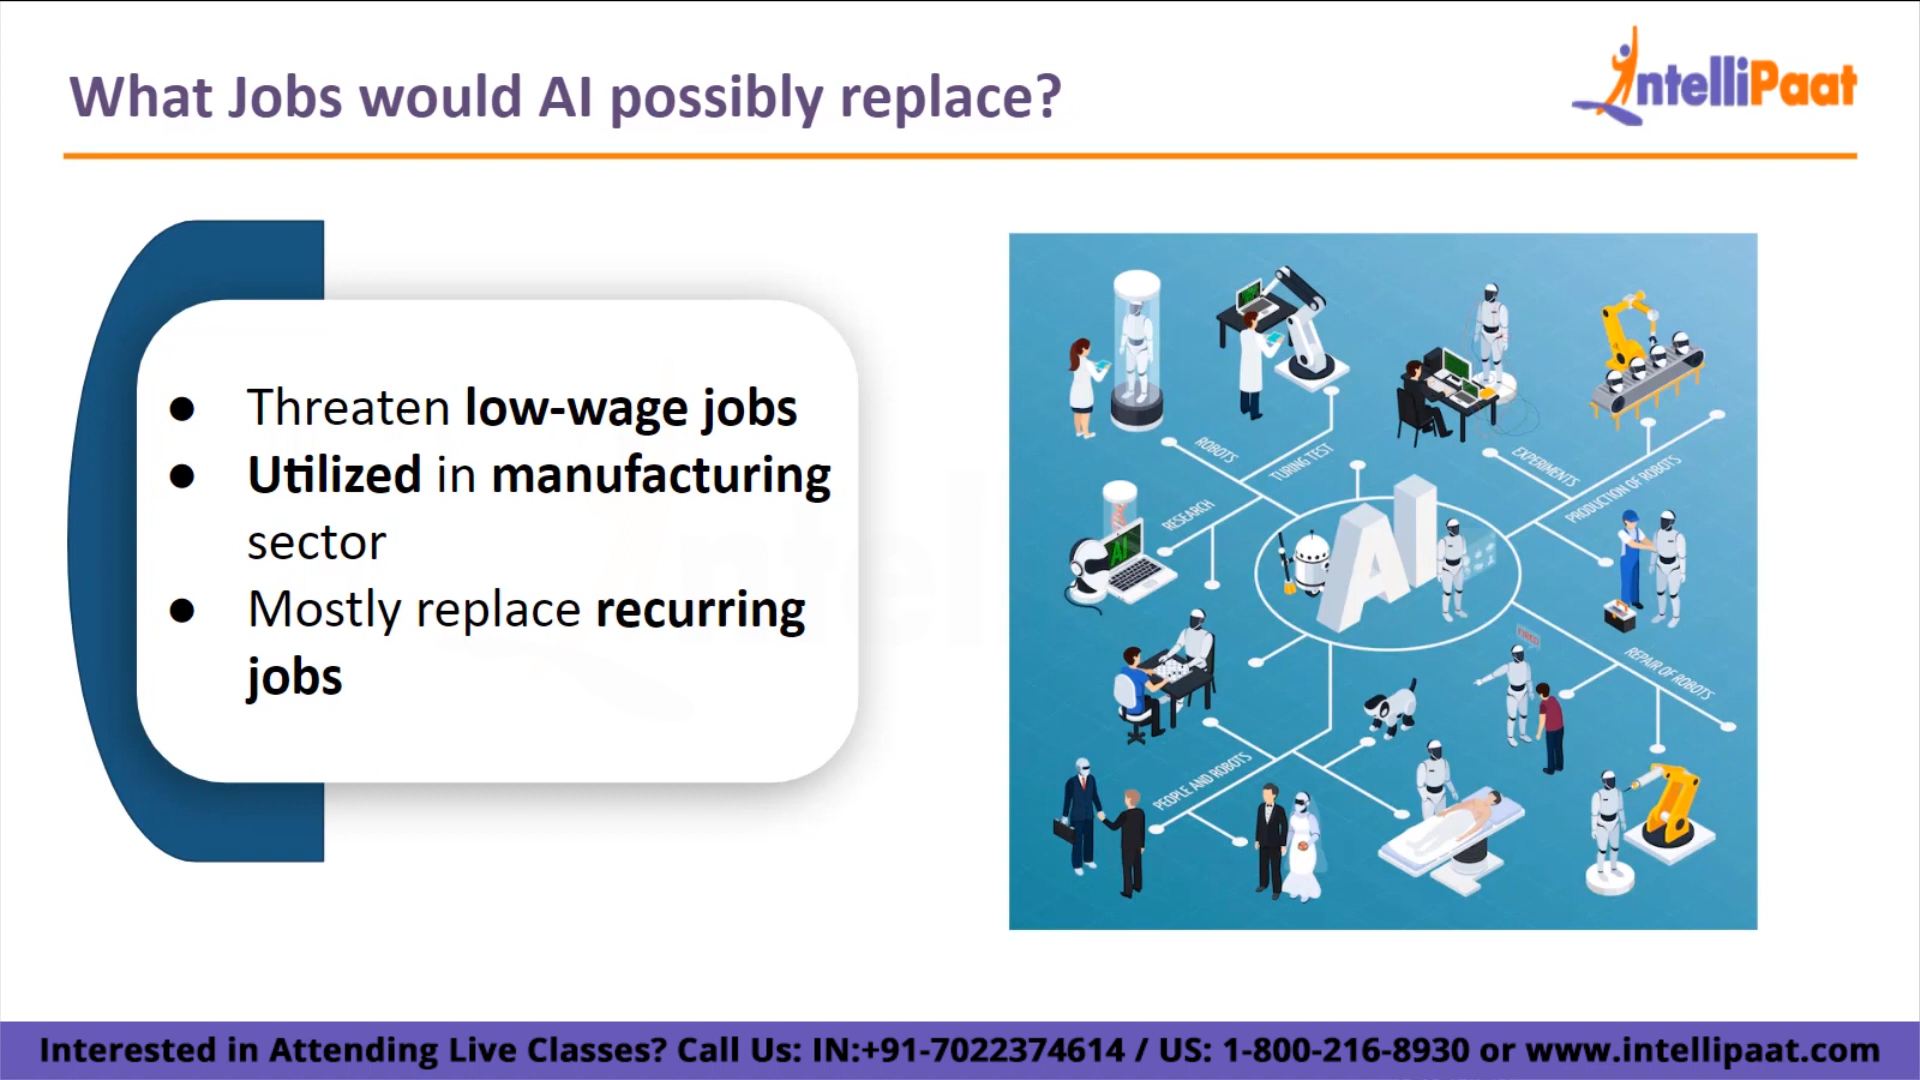 What Jobs would AI possibly replace?
IntelliPaat
● Threaten low-wage jobs
● Utilized in manufacturing
sector
● Mostly replace recurring
jobs
ROBOTS
TURING TEST
EXPERIMENTS
PRODUCTION OF ROBOTS
RESEARCH
AI
AI
FIRED
REPAIR OF ROBOTS
PEOPLE AND ROBOTS
Interested in Attending Live Classes? Call Us: IN:+91-7022374614 / US: 1-800-216-8930 or www.intellipaat.com